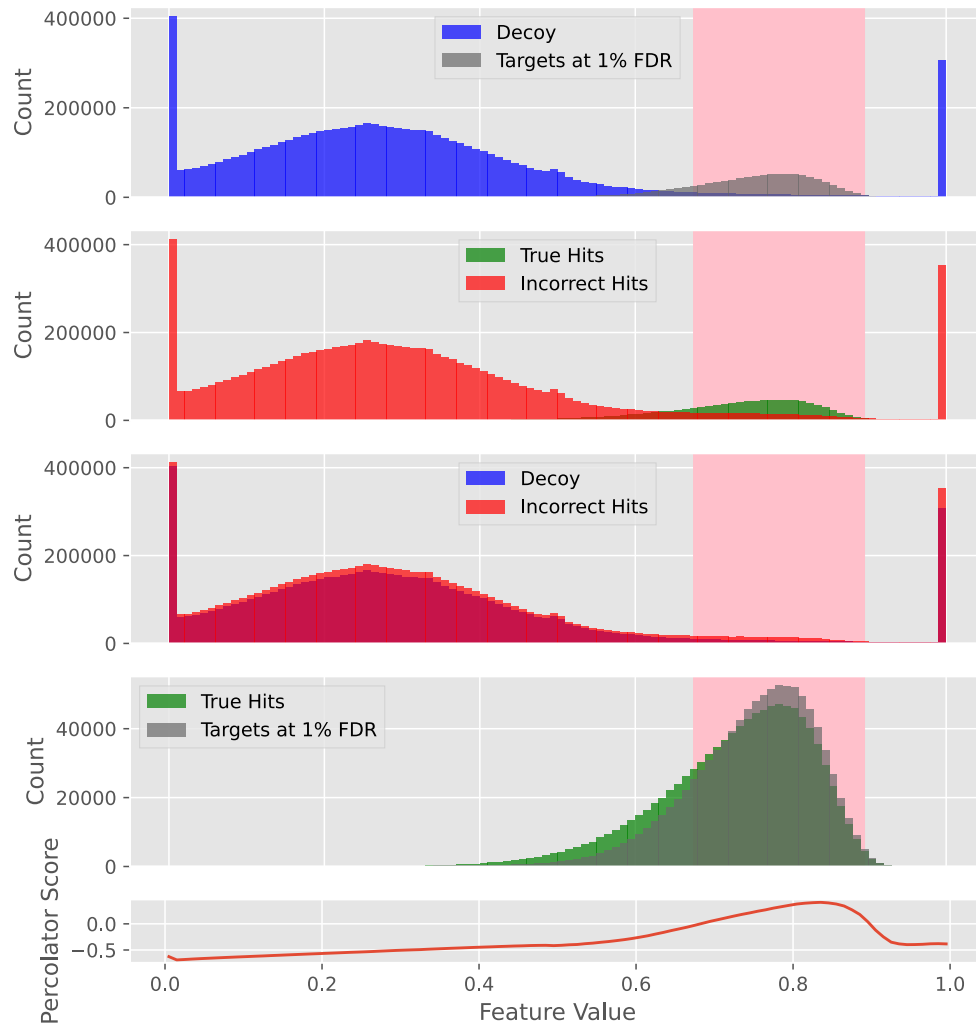 400000
200000
0
Count
Decoy
Targets at 1% FDR
400000
200000
0
Count
True Hits
Incorrect Hits
400000
200000
0
Count
Decoy
Incorrect Hits
40000
20000
0
Count
True Hits
Targets at 1% FDR
0.0
−0.5
Percolator Score
0.0 0.2 0.4 0.6 0.8 1.0
Feature Value